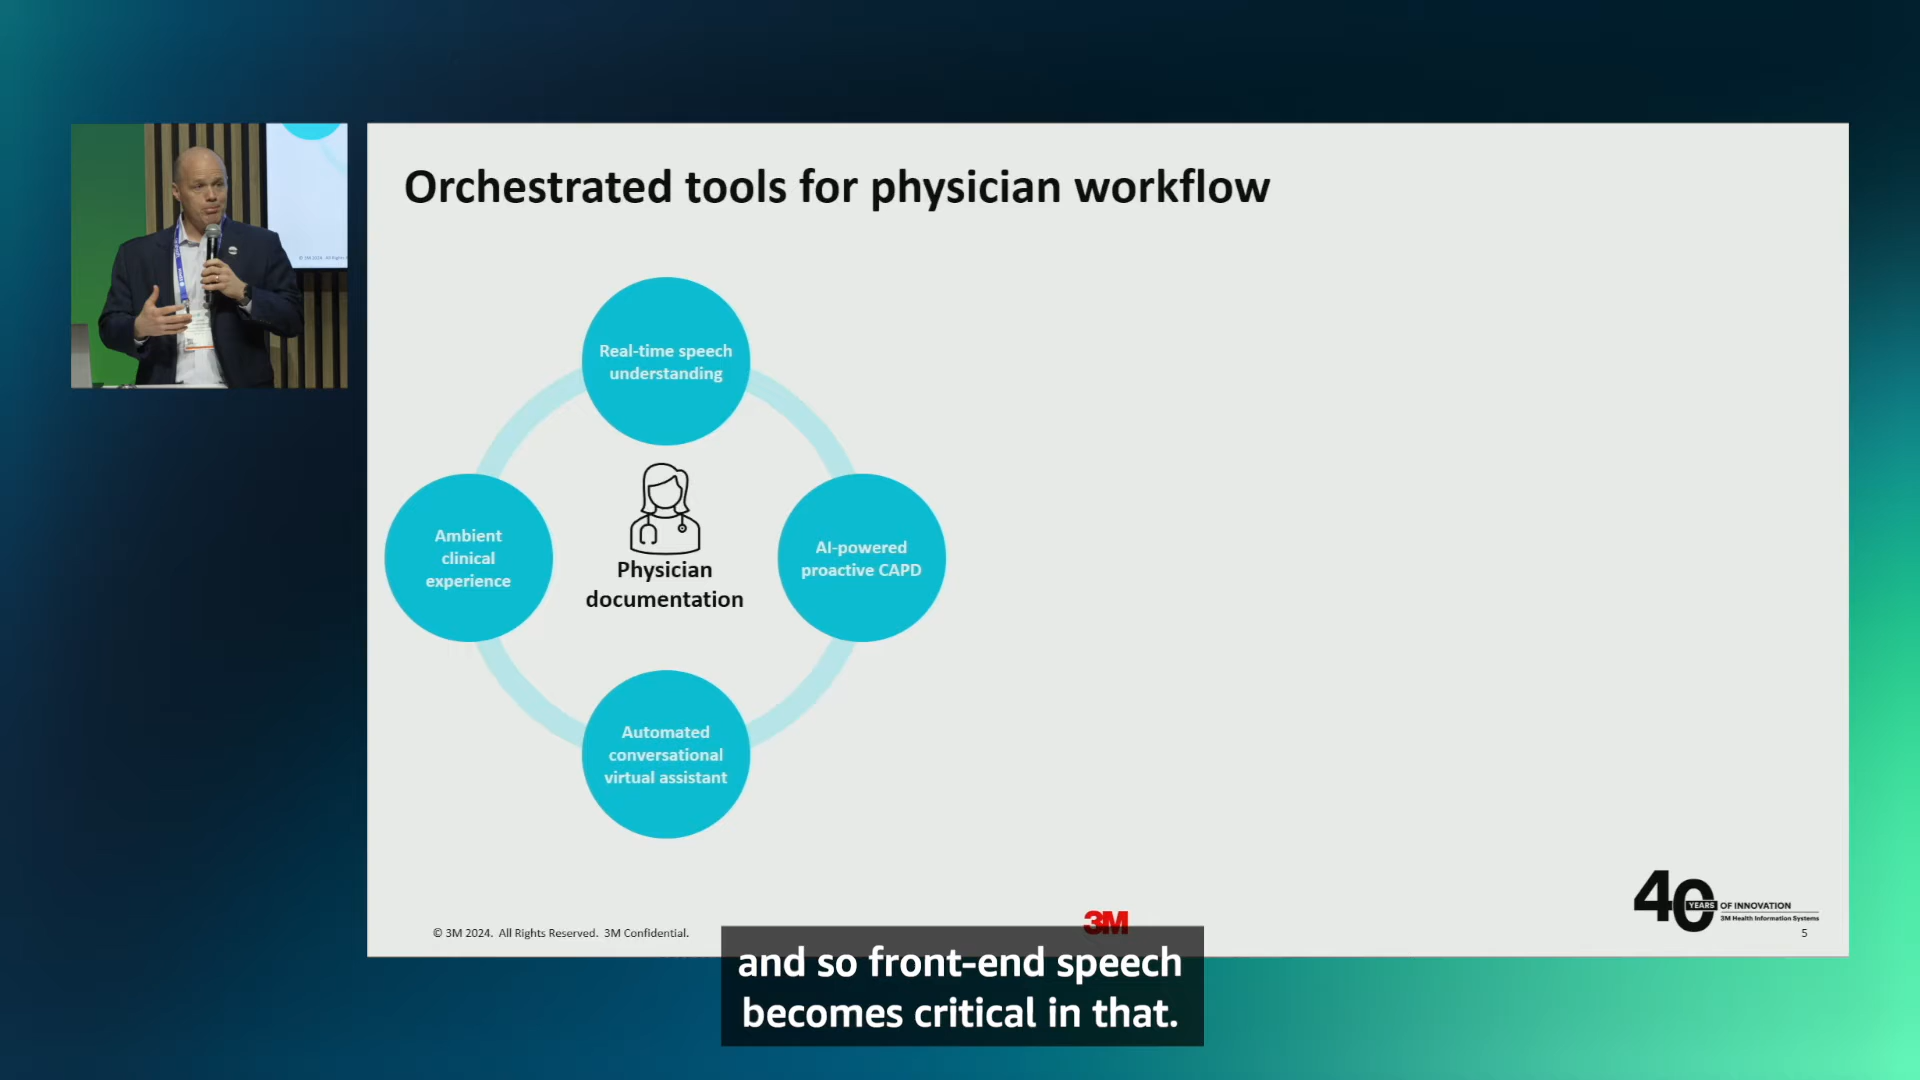 Orchestrated tools for physician workflow
Real-time speech
understanding
Ambient
clinical
experience
Physician
documentation
AI-powered
proactive CAPD
Automated
conversational
virtual assistant
40 YEARS OF INNOVATION
3M Health Information Systems
© 3M 2024. All Rights Reserved. 3M Confidential.
3M
5
and so front-end speech
becomes critical in that.